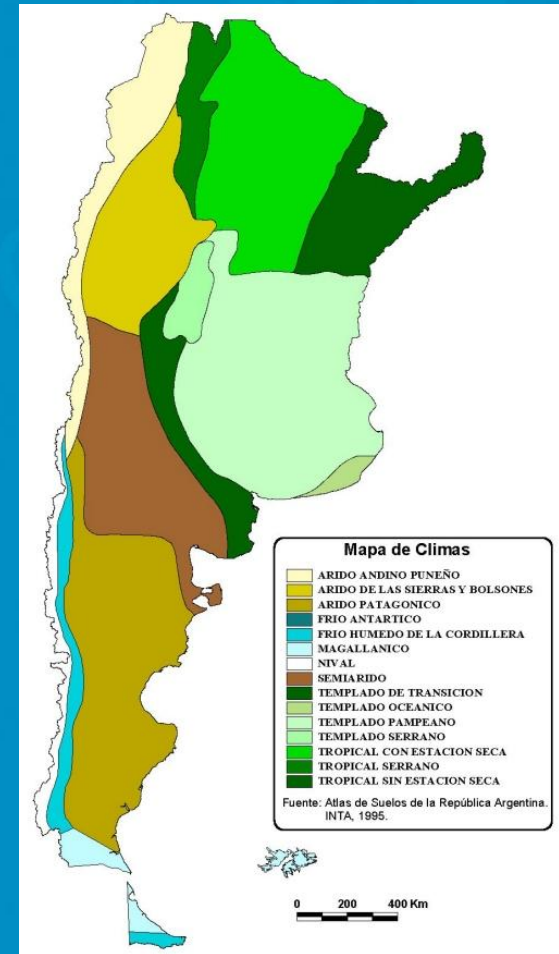 Mapa de Climas
ARIDO ANDINO PUNEÑO
ARIDO DE LAS SIERRAS Y BOLSONES
ARIDO PATAGONICO
FRIO ANTARTICO
FRIO HUMEDO DE LA CORDILLERA
MAGALLANICO
NIVAL
SEMIARIDO
TEMPLADO DE TRANSICION
TEMPLADO OCEANICO
TEMPLADO PAMPEANO
TEMPLADO SERRANO
TROPICAL CON ESTACION SECA
TROPICAL SERRANO
TROPICAL SIN ESTACION SECA
Fuente: Atlas de Suelos de la República Argentina.
INTA, 1995.
0 200 400 Km